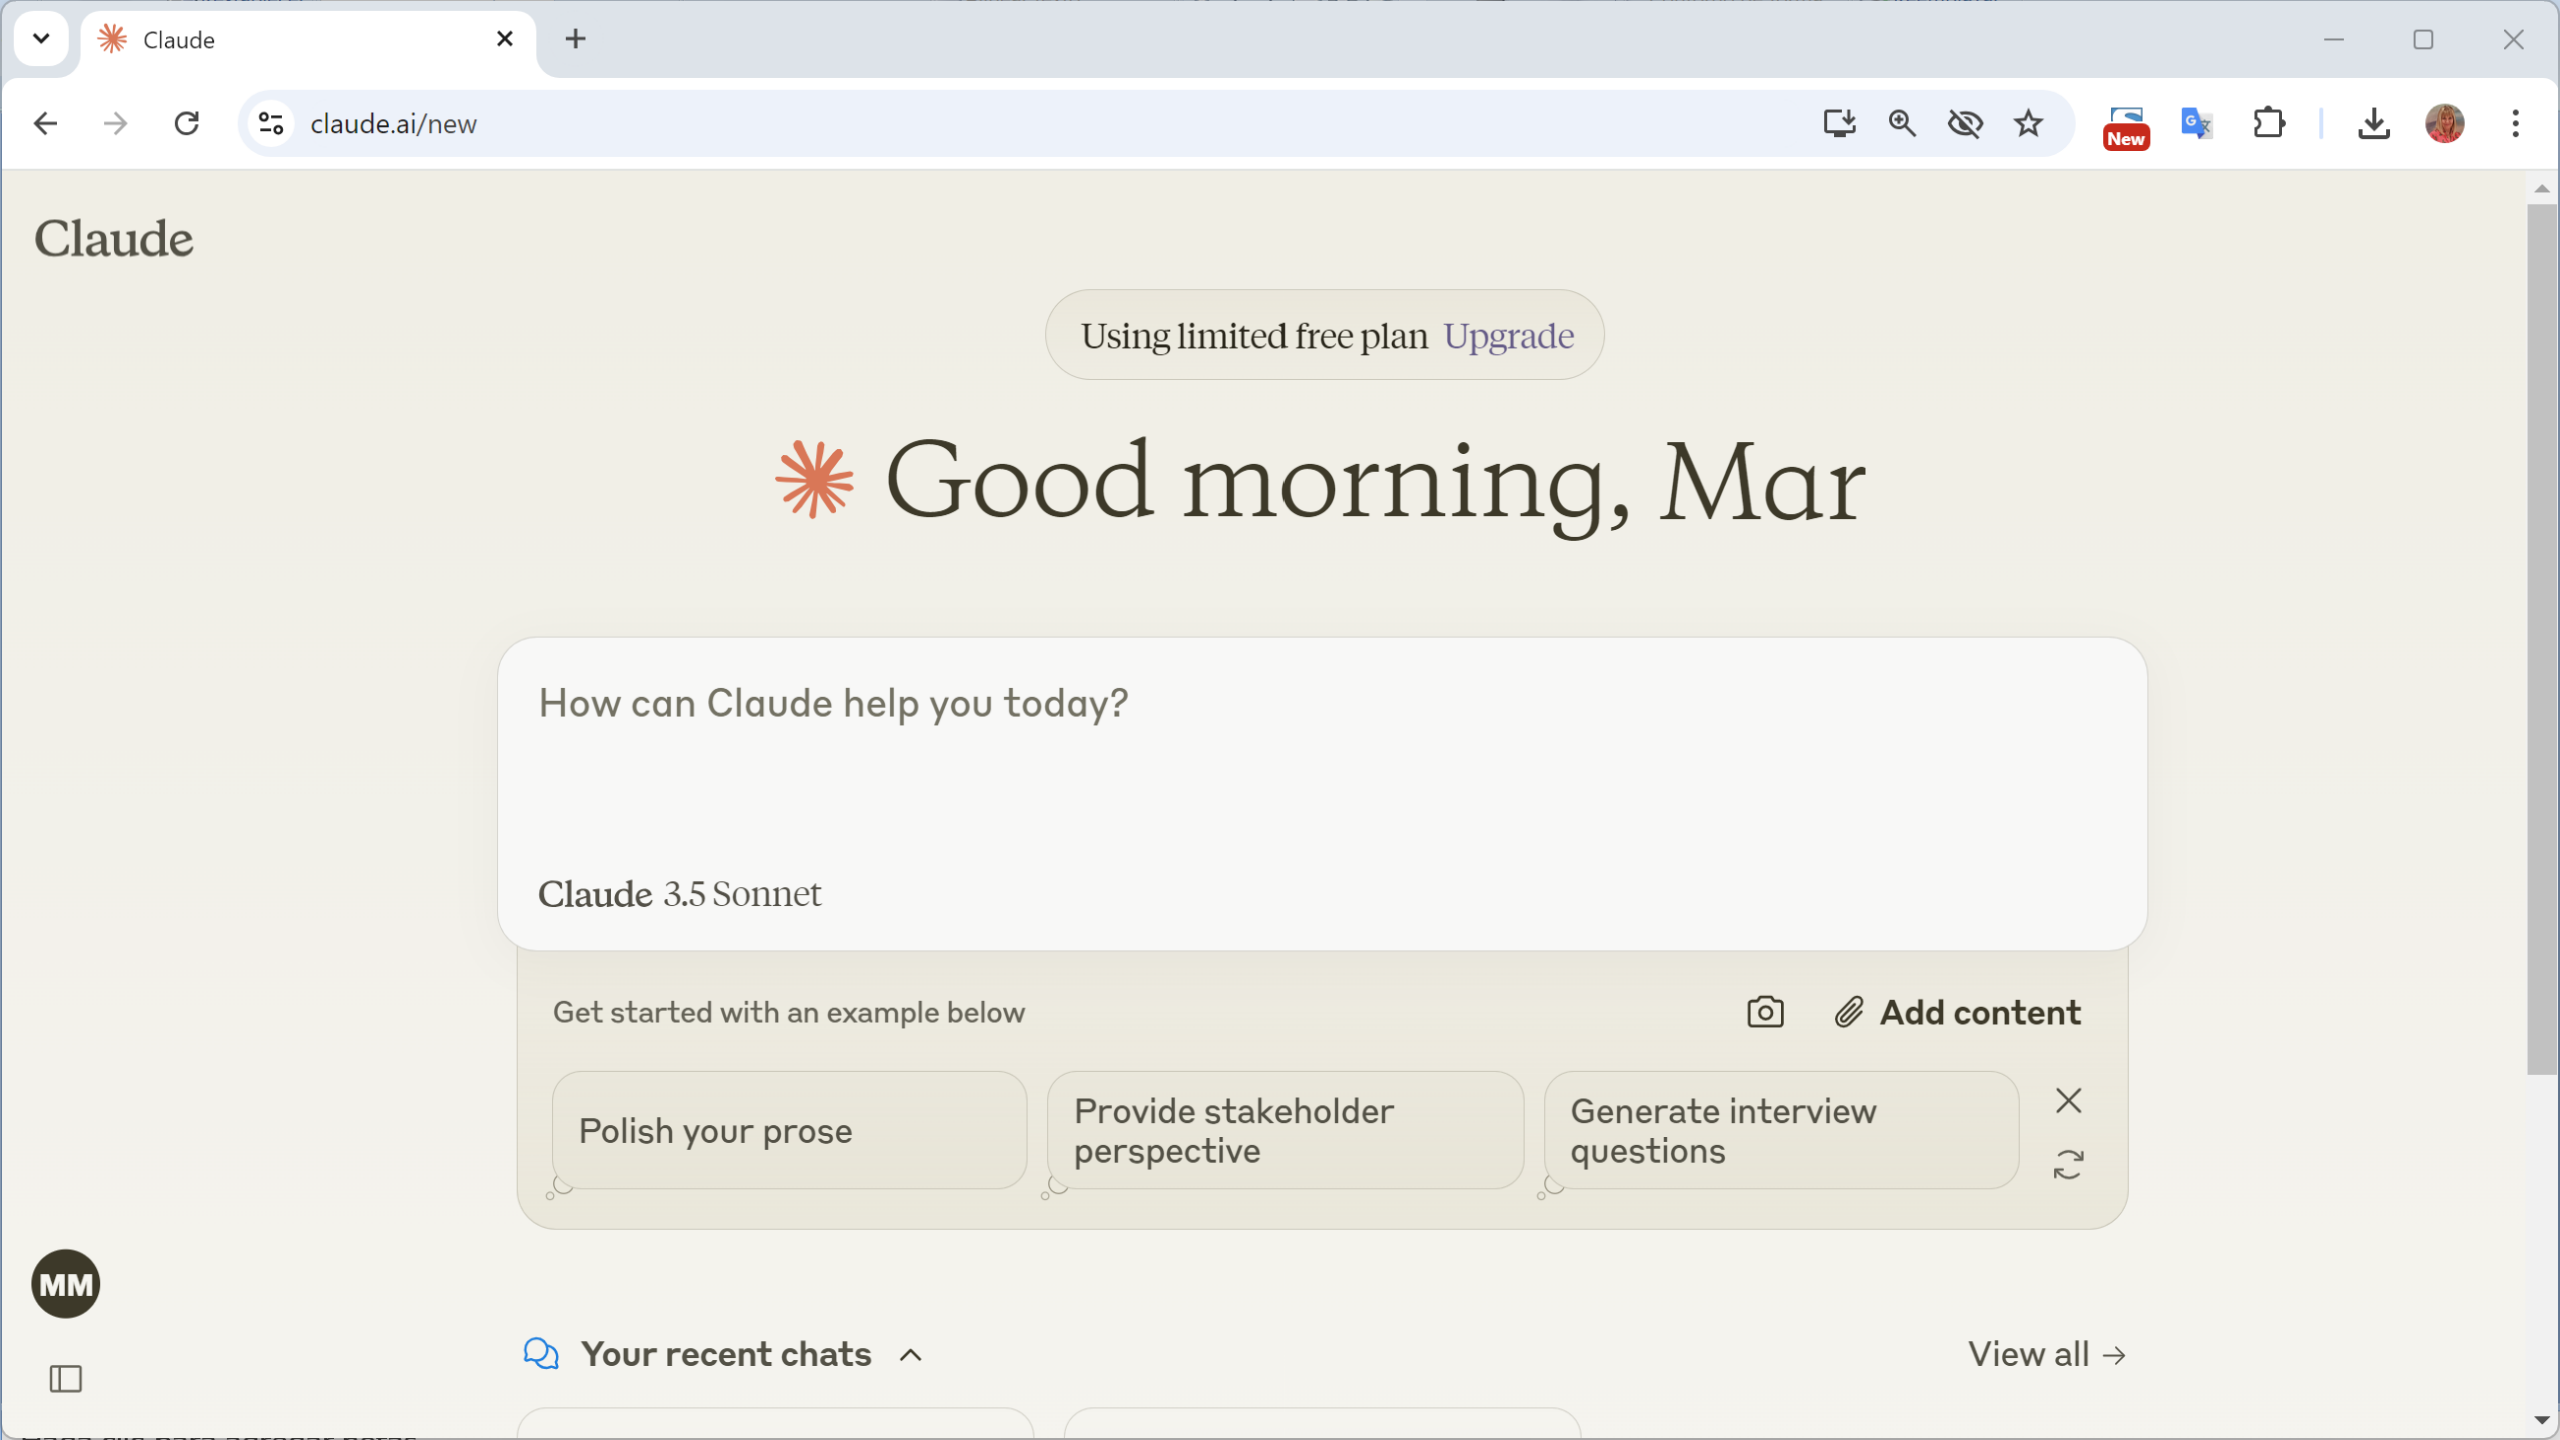 Claude
claude.ai/new
New
Claude
Using limited free plan Upgrade
Good morning, Mar
How can Claude help you today?
Claude 3.5 Sonnet
Get started with an example below
Add content
Polish your prose
Provide stakeholder
perspective
Generate interview
questions
MM
Your recent chats
View all →